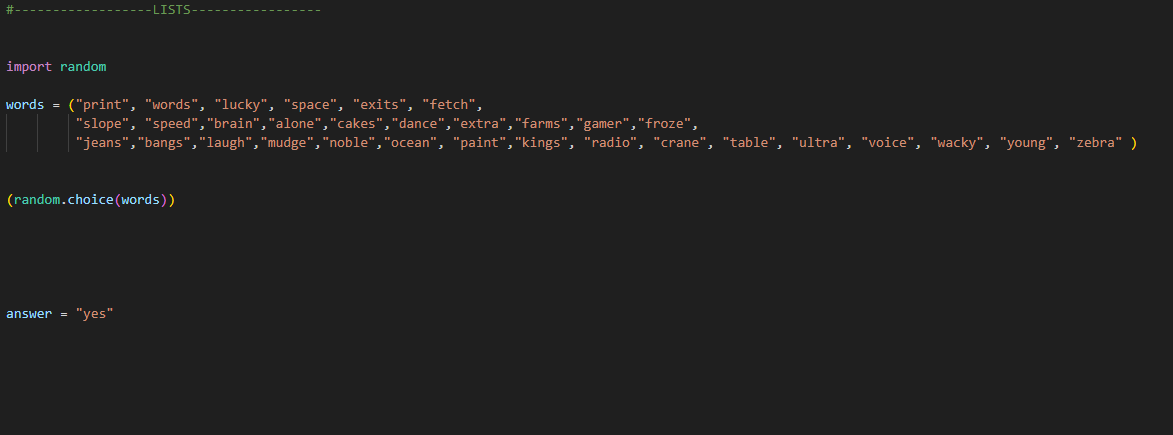 #------------------LISTS-----------------
import random
words = ("print", "words", "lucky", "space", "exits", "fetch",
"slope", "speed","brain","alone","cakes","dance","extra","farms","gamer","froze",
"jeans","bangs","laugh","mudge","noble","ocean", "paint","kings", "radio", "crane", "table", "ultra", "voice", "wacky", "young", "zebra" )
(random.choice(words))
answer = "yes"